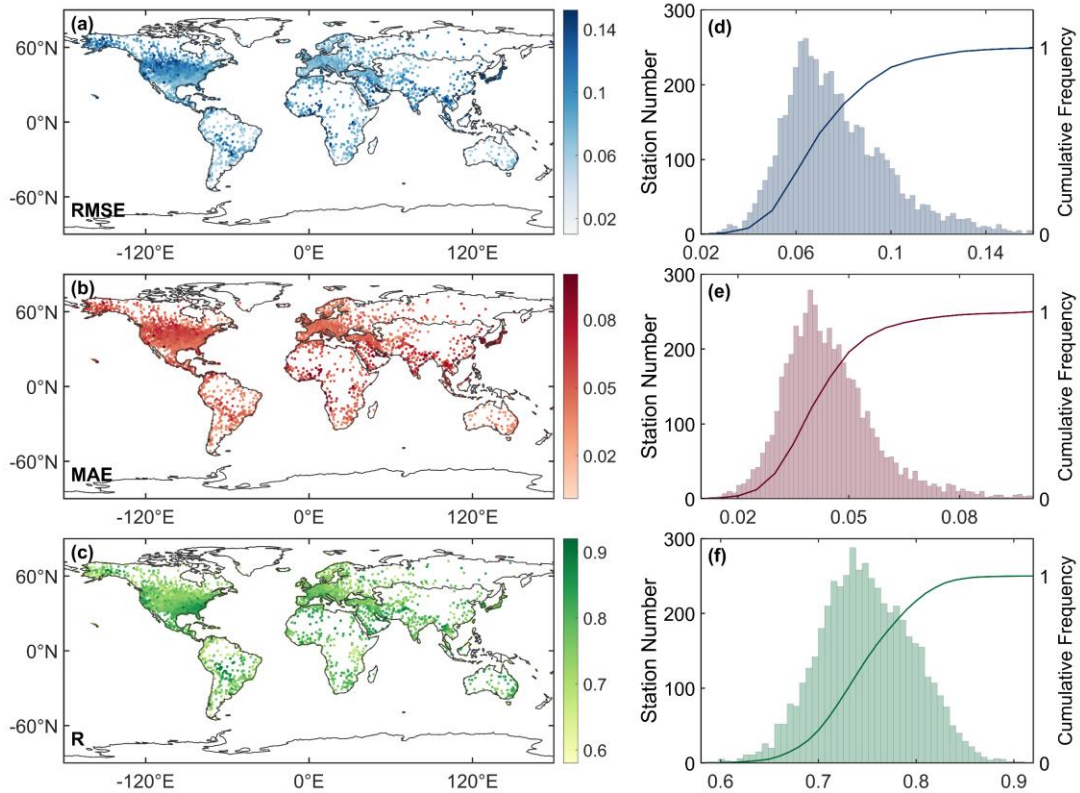 (a)
60°N
0°N
-60°N
RMSE
-120°E
0°E
120°E
0.14
0.11
0.06
0.02
(d)
300
200
100
0
Station Number
1
0
Cumulative Frequency
0.02
0.06
0.1
0.14
(b)
60°N
0°N
-60°N
MAE
-120°E
0°E
120°E
0.08
0.05
0.02
(e)
300
200
100
0
Station Number
1
0
Cumulative Frequency
0.02
0.05
0.08
(c)
60°N
0°N
-60°N
R
-120°E
0°E
120°E
0.9
0.8
0.7
0.6
(f)
300
200
100
0
Station Number
1
0
Cumulative Frequency
0.6
0.7
0.8
0.9